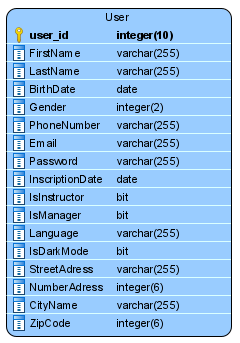 User
user_id integer(10)
FirstName varchar(255)
LastName varchar(255)
BirthDate date
Gender integer(2)
PhoneNumber varchar(255)
Email varchar(255)
Password varchar(255)
InscriptionDate date
IsInstructor bit
IsManager bit
Language varchar(255)
IsDarkMode bit
StreetAdress varchar(255)
NumberAdress integer(6)
CityName varchar(255)
ZipCode integer(6)